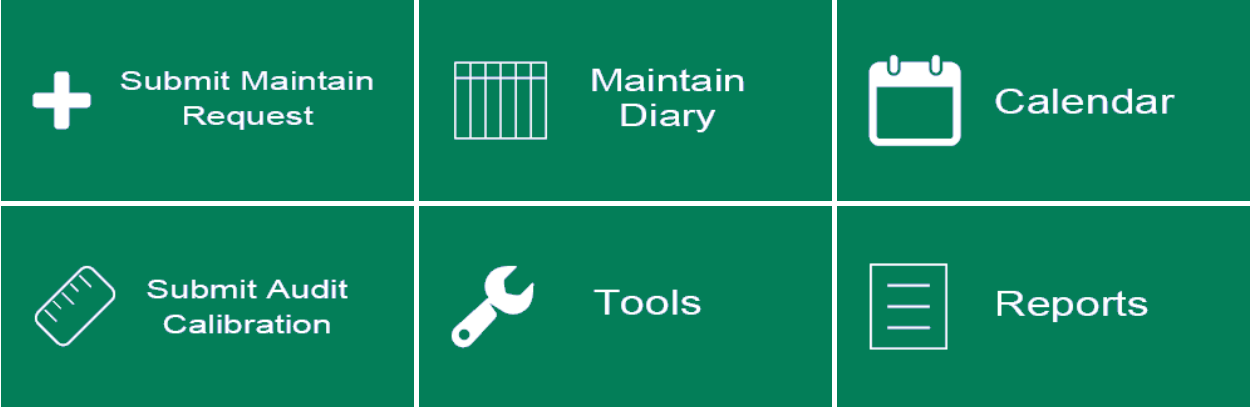 Submit Maintain
Request
Maintain
Diary
Calendar
Submit Audit
Calibration
Tools
Reports